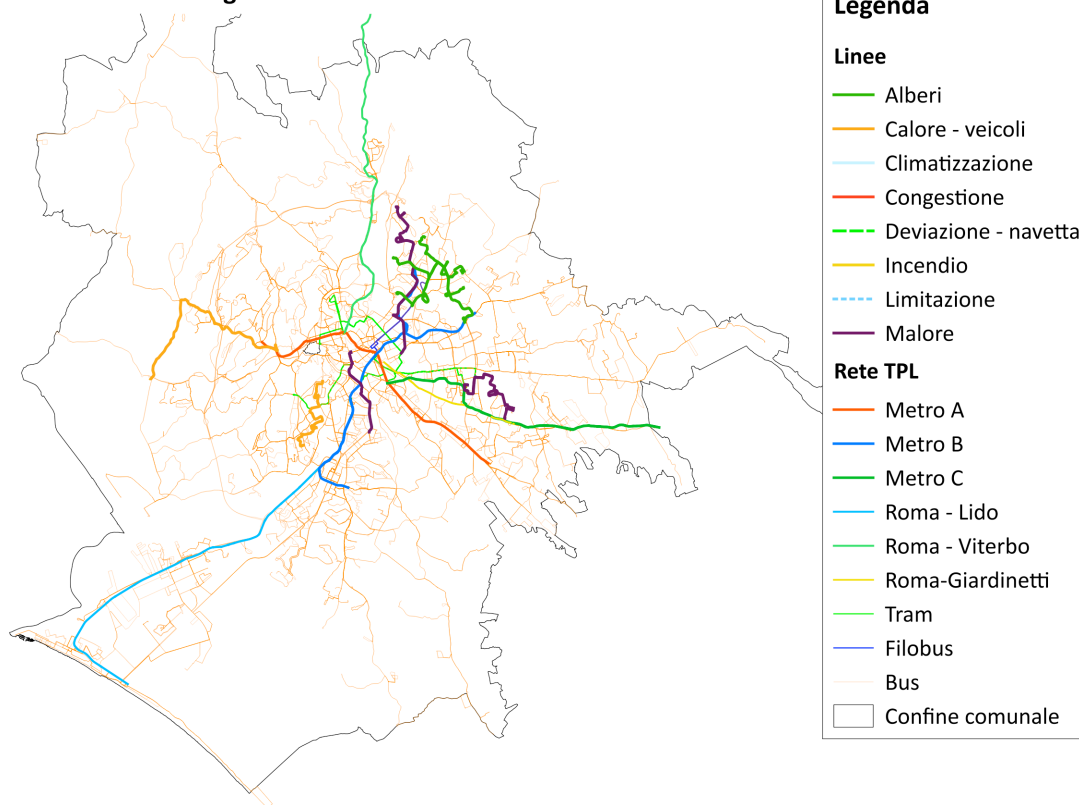 Legenda
Linee
Alberi
Calore - veicoli
Climatizzazione
Congestione
Deviazione - navetta
Incendio
Limitazione
Malore
Rete TPL
Metro A
Metro B
Metro C
Roma - Lido
Roma - Viterbo
Roma-Giardinetti
Tram
Filobus
Bus
Confine comunale